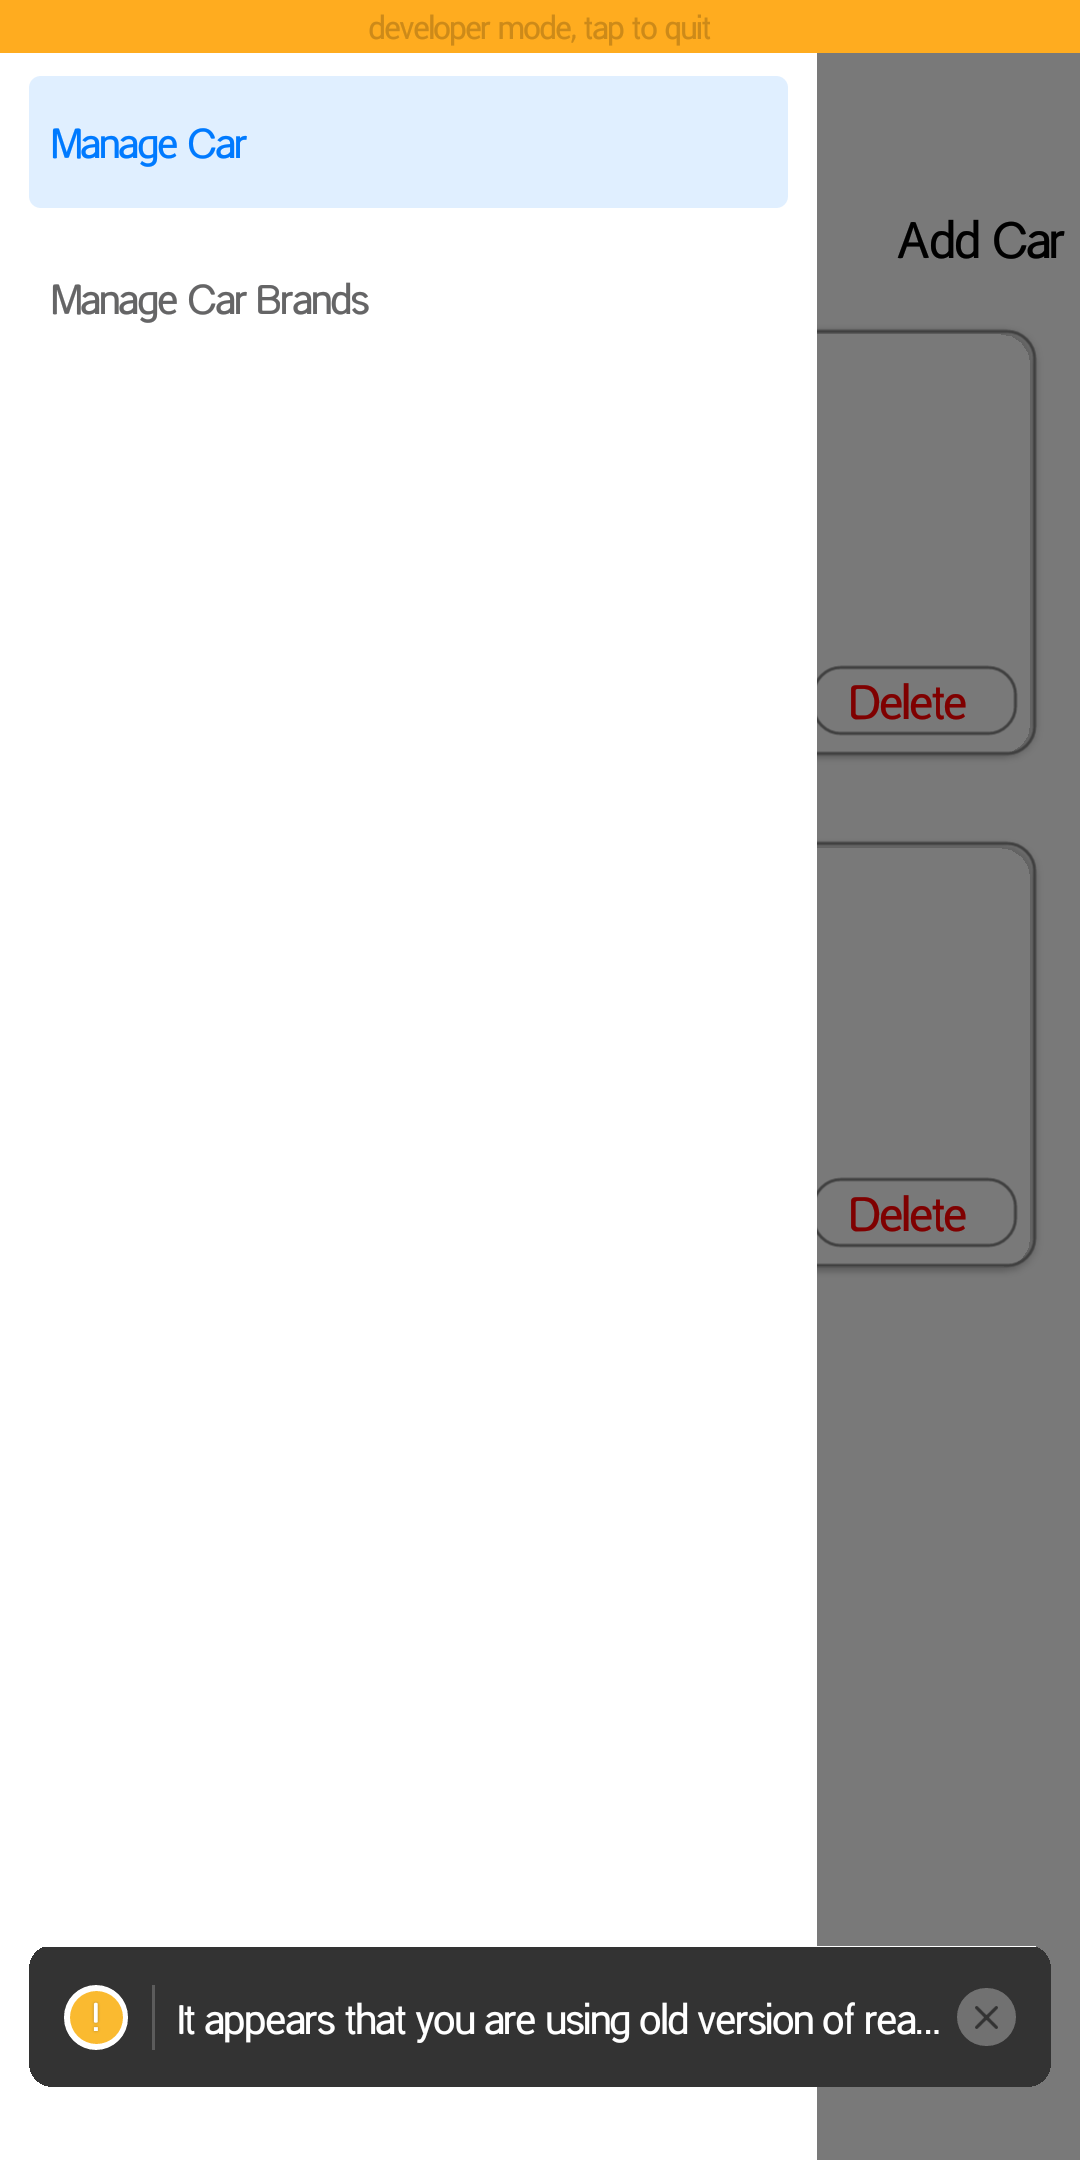 developer mode, tap to quit
Manage Car
Add Car
Manage Car Brands
Delete
Delete
It appears that you are using old version of rea...